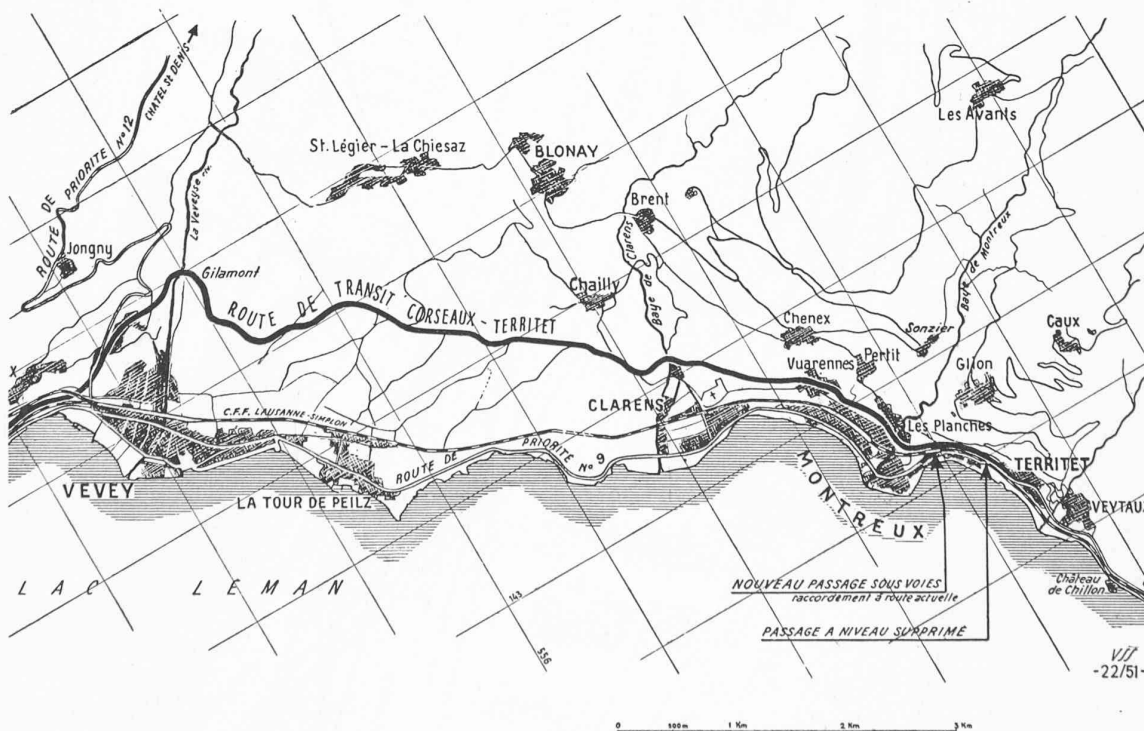 ROUTE DE PRIORITE No 12
CHATEL St DENIS
La Veveyse riv.
Jongny
Gilamont
St. Légier - La Chiesaz
BLONAY
Brent
Chailly
Baye de Clarens
Les Avants
Baye de Montreux
Chenex
Sonzier
Caux
Glion
Vuarennes
Pertit
ROUTE DE TRANSIT CORSEAUX - TERRITET
X
C.F.F. LAUSANNE-SIMPLON
CLARENS
Les Planches
ROUTE DE PRIORITÉ No 9
TERRITET
VEVEY
LA TOUR DE PEILZ
MONTREUX
VEYTAUX
LAC LEMAN
NOUVEAU PASSAGE SOUS VOIES
raccordement à route actuelle
PASSAGE A NIVEAU SUPPRIMÉ
Château
de Chillon
143
556
-22/51-
0 500m 1 Km 2 Km 3 Km